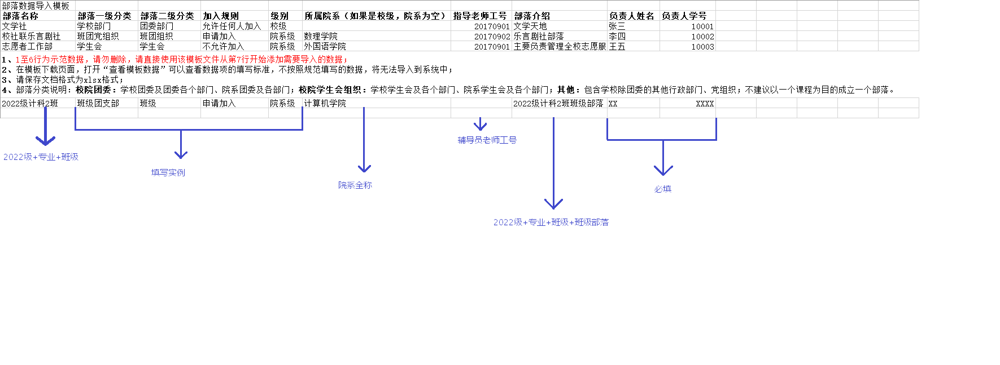 部落数据导入模板
部落名称 部落一级分类 部落二级分类 加入规则 级别 所属院系（如果是校级，院系为空） 指导老师工号 部落介绍 负责人姓名 负责人学号
文学社 学校部门 团委部门 允许任何人加入 校级 20170901 文学天地 张三 10001
校社联乐言剧社 班团党组织 班团组织 申请加入 院系级 数理学院 20170902 乐言剧社部落 李四 10002
志愿者工作部 学生会 学生会 不允许加入 院系级 外国语学院 20170901 主要负责管理全校志愿服 王五 10003
1、1至6行为示范数据，请勿删除，请直接使用该模板文件从第7行开始添加需要导入的数据；
2、在模板下载页面，打开“查看模板数据”可以查看数据项的填写标准，不按照规范填写的数据，将无法导入到系统中；
3、请保存文档格式为xlsx格式；
4、部落分类说明：校院团委：学校团委及团委各个部门、院系团委及各部门；校院学生会组织：学校学生会及各个部门、院系学生会及各个部门；其他：包含学校除团委的其他行政部门、党组织；不建议以一个课程为目的成立一个部落。
2022级计科2班 班级团支部 班级 申请加入 院系级 计算机学院 2022级计科2班班级部落 XX XXXX
辅导员老师工号
2022级+专业+班级
填写实例
院系全称
必填
2022级+专业+班级+班级部落